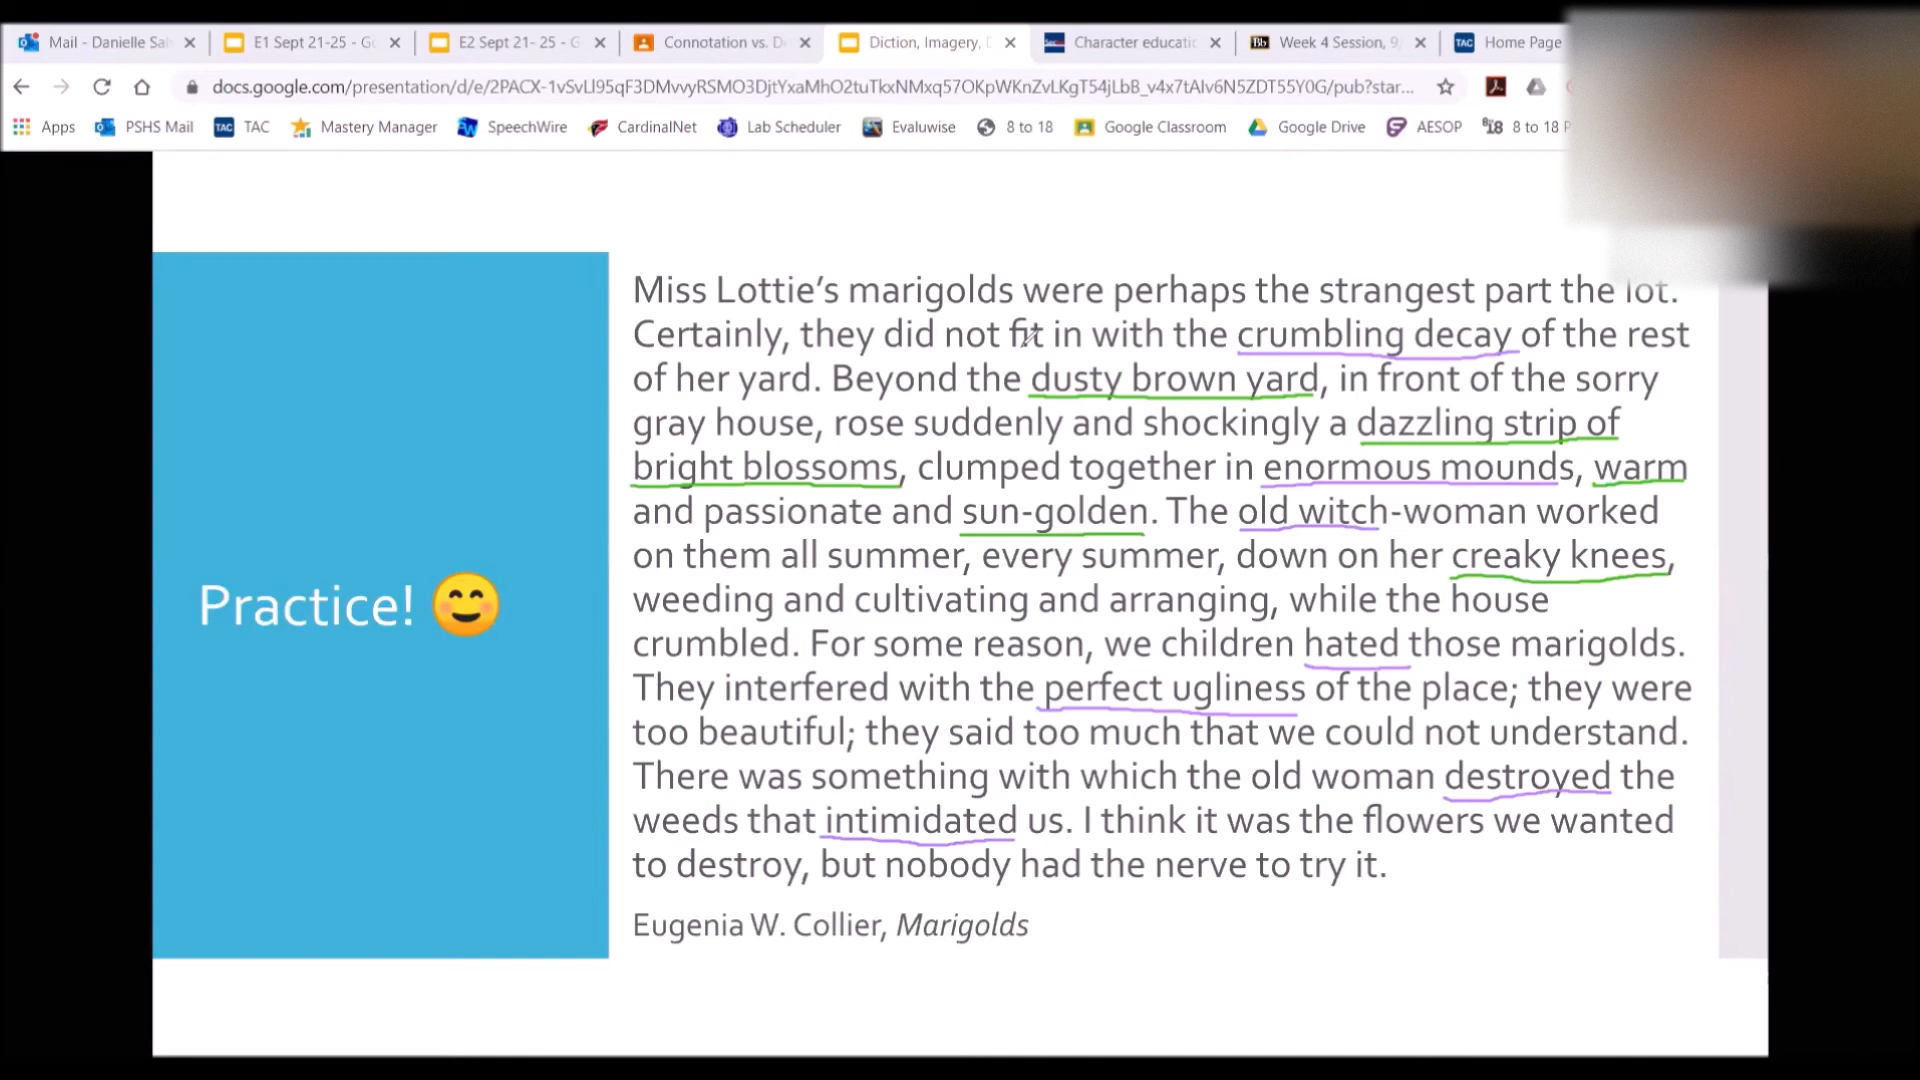 Mail - Danielle Sal
E1 Sept 21-25 - G
E2 Sept 21- 25 - G
Connotation vs. D
Diction, Imagery,
Character educatic
Week 4 Session, 9
Home Page
docs.google.com/presentation/d/e/2PACX-1vSvLl95qF3DMvvyRSMO3DjtYxaMhO2tuTkxNMxq57OKpWKnZvLKgT54jLbB_v4x7tAlv6N5ZDT55Y0G/pub?star...
Apps PSHS Mail TAC Mastery Manager SpeechWire CardinalNet Lab Scheduler Evaluwise 8 to 18 Google Classroom Google Drive AESOP 8 to 18
Practice! 😊
Miss Lottie's marigolds were perhaps the strangest part the lot.
Certainly, they did not fit in with the crumbling decay of the rest
of her yard. Beyond the dusty brown yard, in front of the sorry
gray house, rose suddenly and shockingly a dazzling strip of
bright blossoms, clumped together in enormous mounds, warm
and passionate and sun-golden. The old witch-woman worked
on them all summer, every summer, down on her creaky knees,
weeding and cultivating and arranging, while the house
crumbled. For some reason, we children hated those marigolds.
They interfered with the perfect ugliness of the place; they were
too beautiful; they said too much that we could not understand.
There was something with which the old woman destroyed the
weeds that intimidated us. I think it was the flowers we wanted
to destroy, but nobody had the nerve to try it.
Eugenia W. Collier, Marigolds